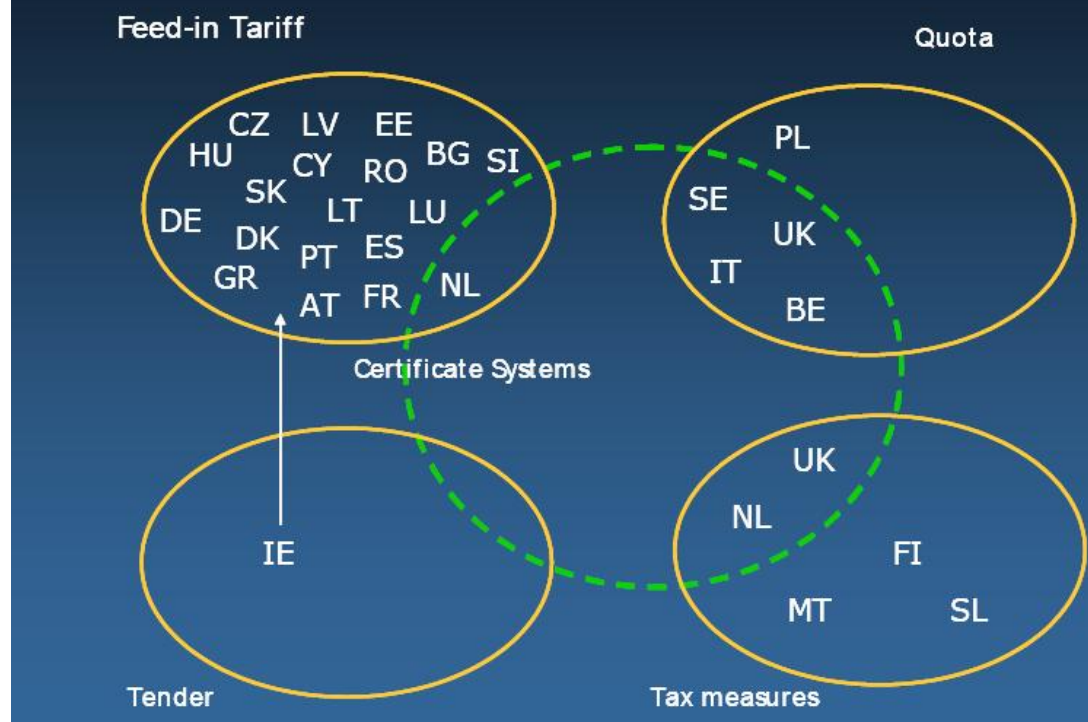 Feed-in Tariff
Quota
CZ LV EE
HU CY RO BG SI
SK
DE LT LU
DK PT ES
GR AT FR NL
PL
SE
UK
IT
BE
Certificate Systems
IE
UK
NL
FI
MT SL
Tender
Tax measures